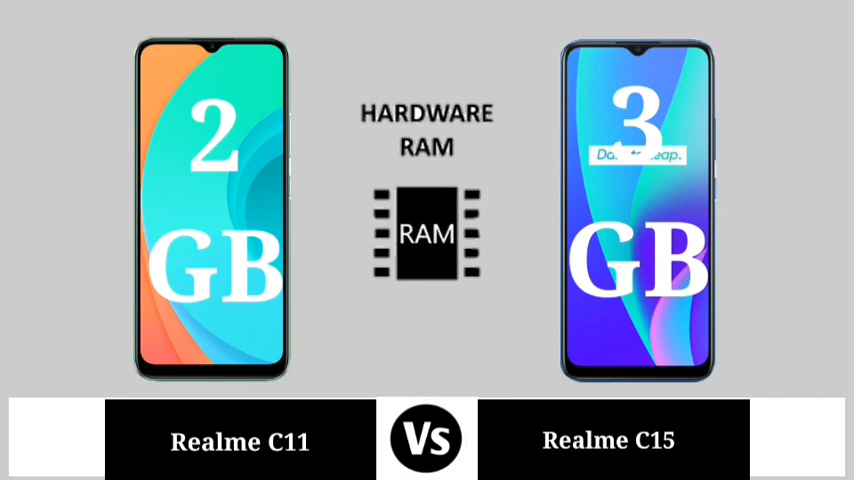 2
GB
HARDWARE
RAM
RAM
3
GB
Realme C11
Vs
Realme C15